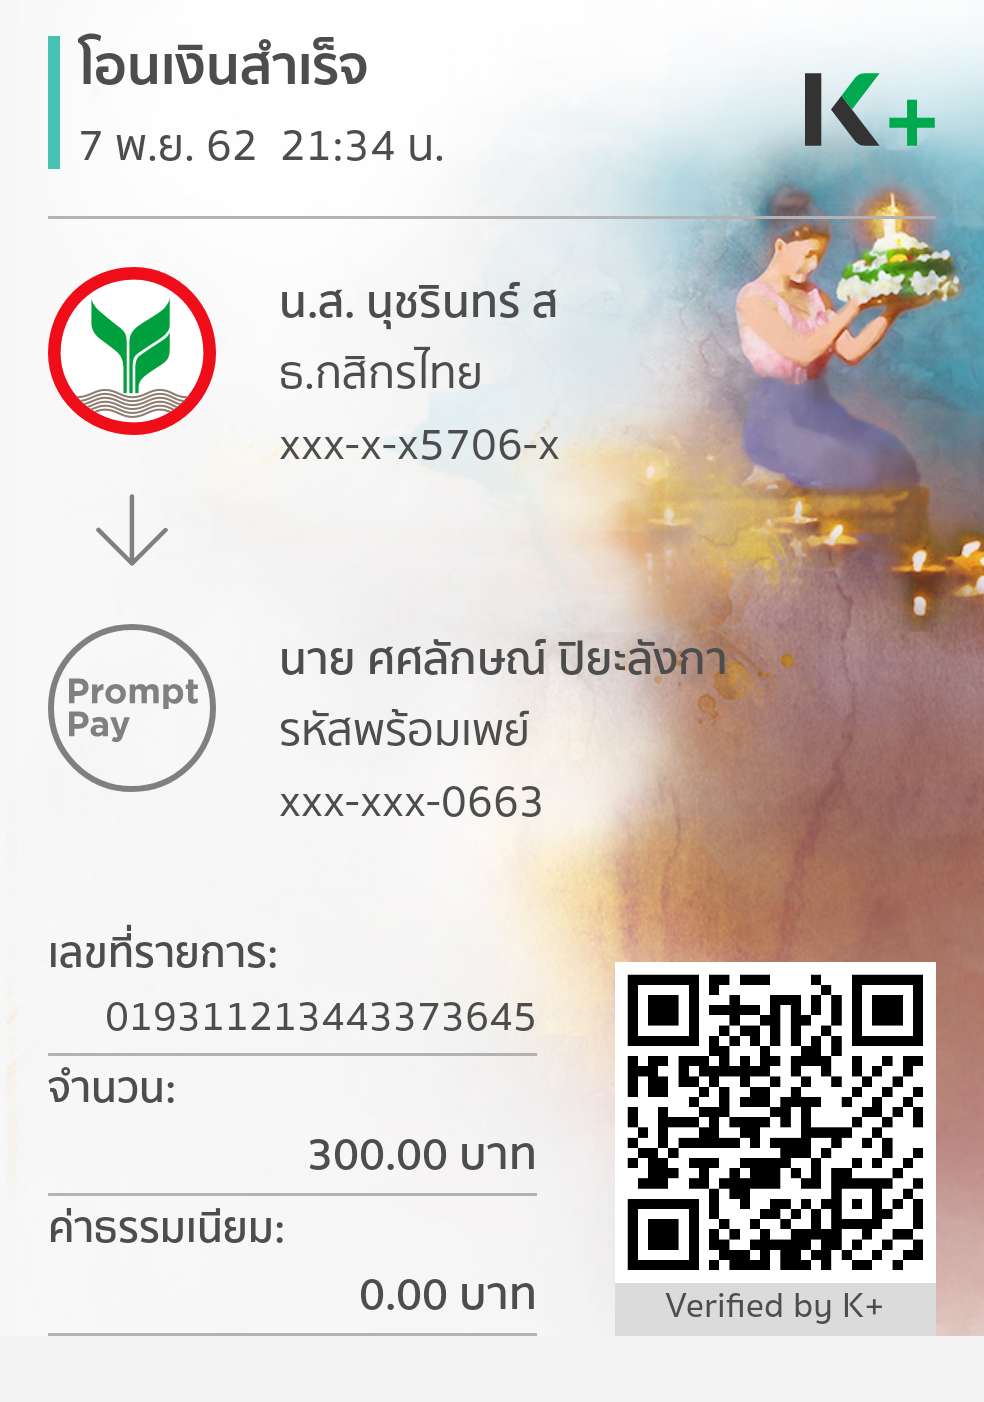 โอนเงินสำเร็จ
7 พ.ย. 62 21:34 น.
K+
น.ส. นุชรินทร์ ส
ธ.กสิกรไทย
xxx-x-x5706-x
Prompt
Pay
นาย ศศลักษณ์ ปิยะลังกา
รหัสพร้อมเพย์
xxx-xxx-0663
เลขที่รายการ:
019311213443373645
จำนวน:
300.00 บาท
ค่าธรรมเนียม:
0.00 บาท
Verified by K+